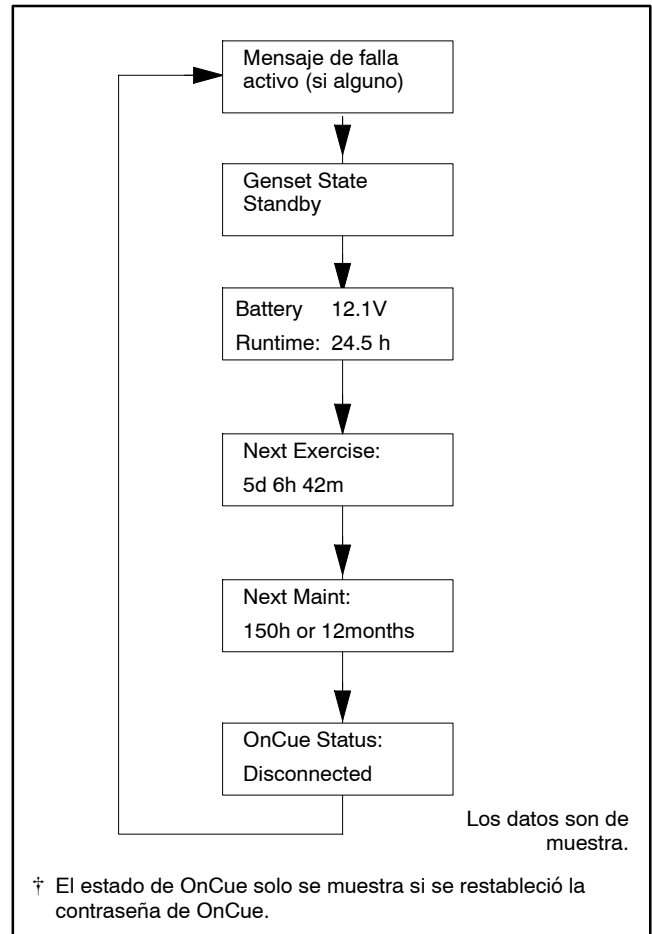 Mensaje de falla
activo (si alguno)
Genset State
Standby
Battery 12.1V
Runtime: 24.5 h
Next Exercise:
5d 6h 42m
Next Maint:
150h or 12months
OnCue Status:
Disconnected
Los datos son de
muestra.
† El estado de OnCue solo se muestra si se restableció la
contraseña de OnCue.